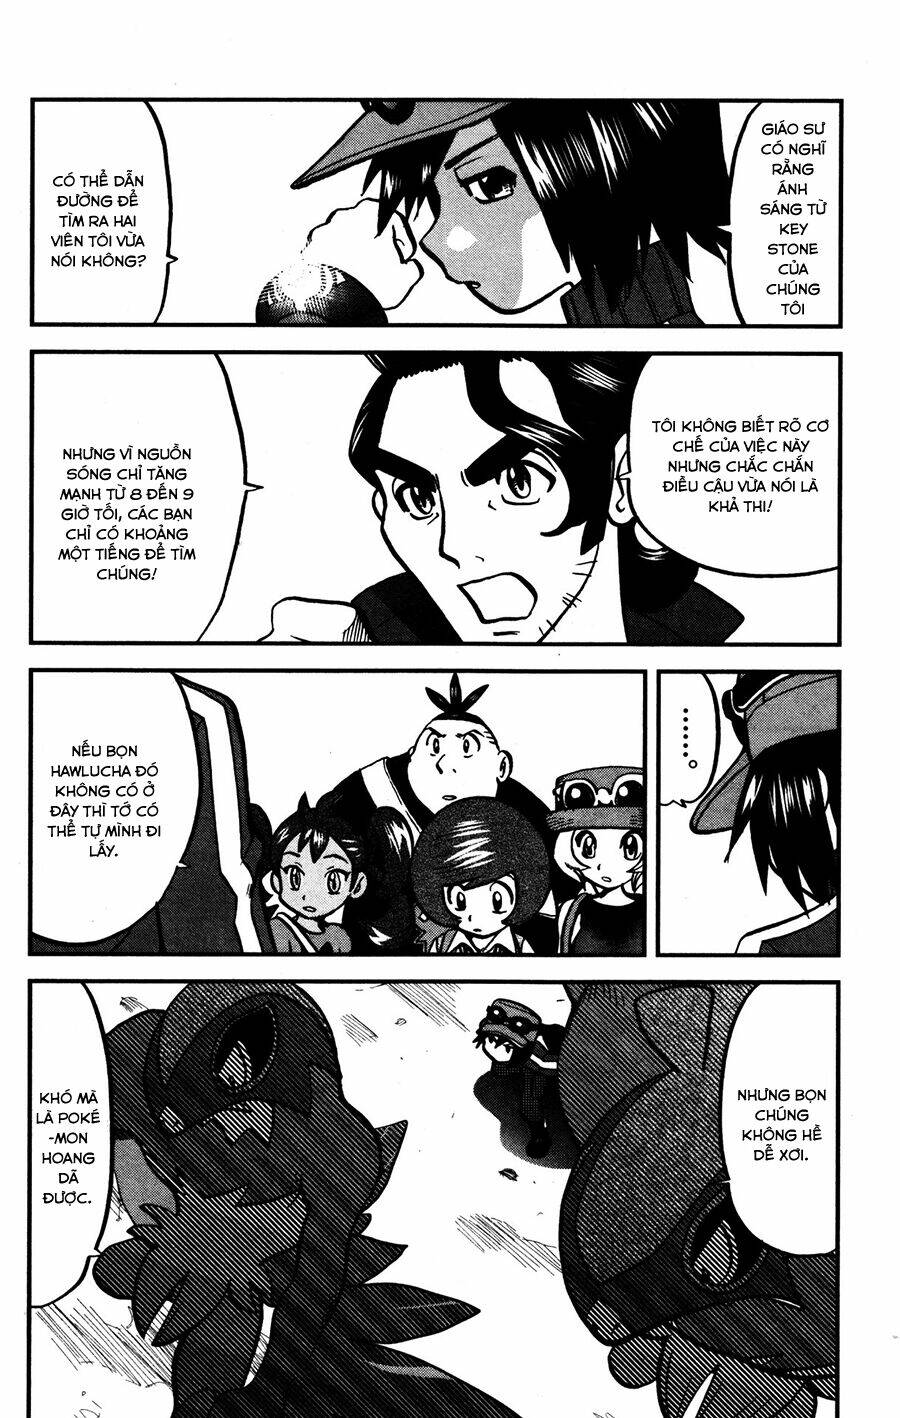 GIÁO SƯ
CÓ NGHĨ
RẰNG
ÁNH
SÁNG TỪ
KEY
STONE
CỦA
CHÚNG
TÔI
CÓ THỂ DẪN
ĐƯỜNG ĐỂ
TÌM RA HAI
VIÊN TÔI VỪA
NÓI KHÔNG?
TÔI KHÔNG BIẾT RÕ CƠ
CHẾ CỦA VIỆC NÀY
NHƯNG CHẮC CHẮN
ĐIỀU CẬU VỪA NÓI LÀ
KHẢ THI!
NHƯNG VÌ NGUỒN
SÓNG CHỈ TĂNG
MẠNH TỪ 8 ĐẾN 9
GIỜ TỐI, CÁC BẠN
CHỈ CÓ KHOẢNG
MỘT TIẾNG ĐỂ TÌM
CHÚNG!
......
NẾU BỌN
HAWLUCHA ĐÓ
KHÔNG CÓ Ở
ĐÂY THÌ TỚ CÓ
THỂ TỰ MÌNH ĐI
LẤY.
NHƯNG BỌN
CHÚNG
KHÔNG HỀ
DỄ XƠI.
KHÓ MÀ
LÀ POKÉ
-MON
HOANG
DÃ
ĐƯỢC.